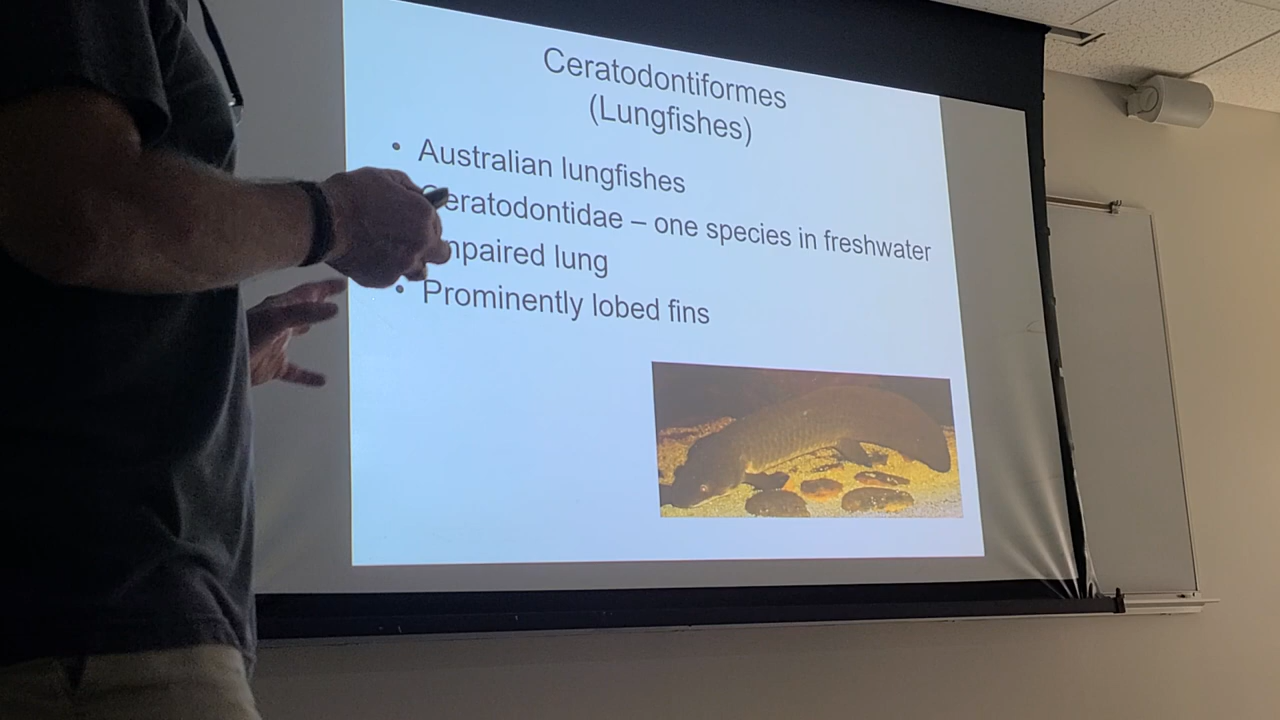 Ceratodontiformes
(Lungfishes)
• Australian lungfishes
eratodontidae – one species in freshwater
npaired lung
• Prominently lobed fins